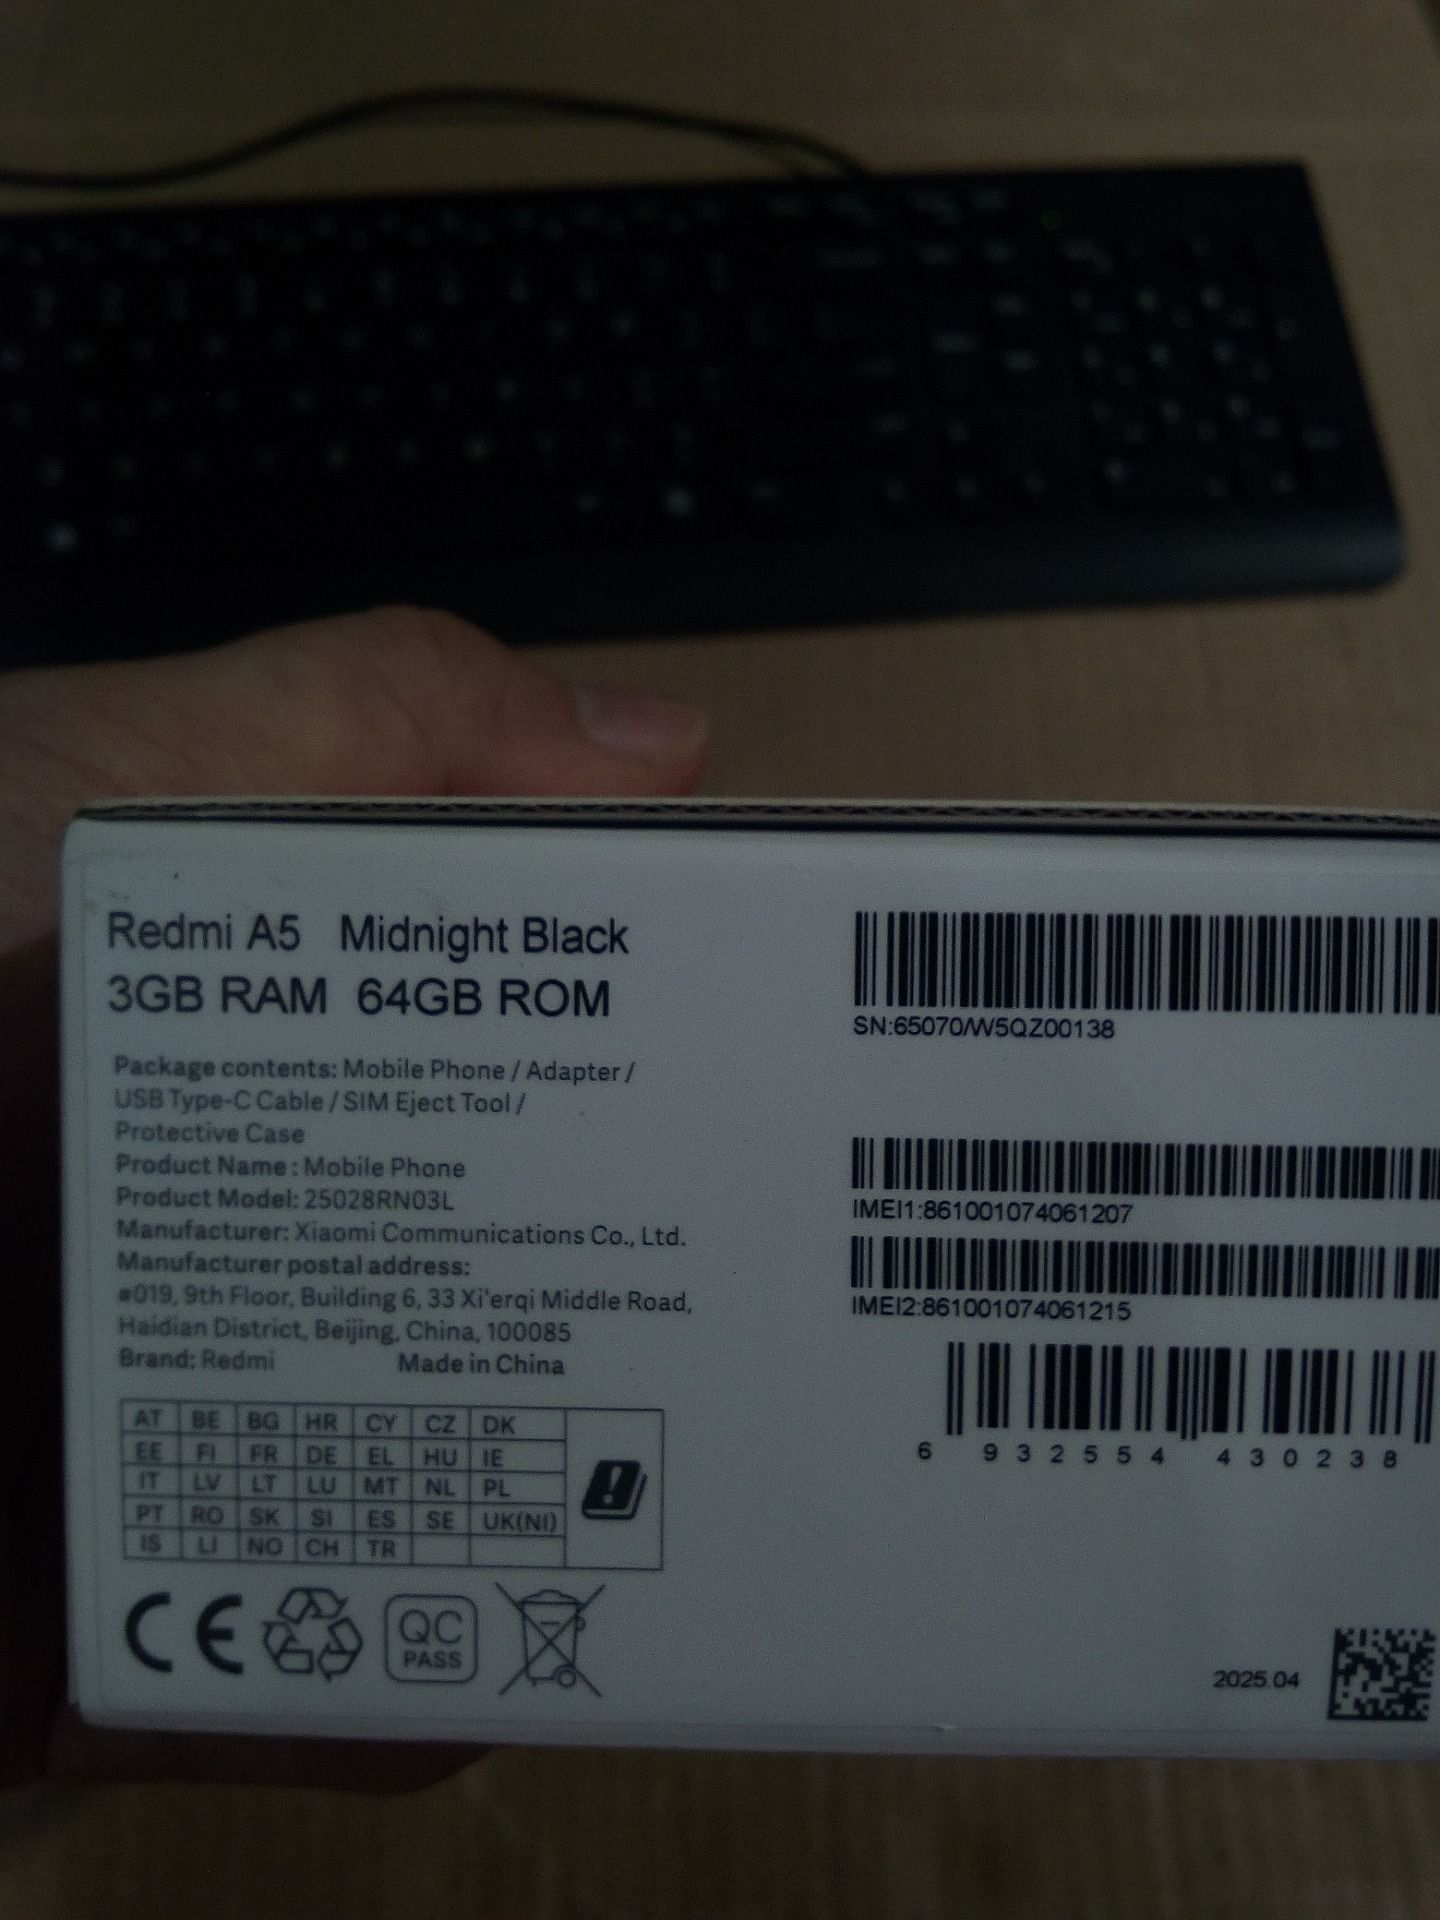 Redmi A5 Midnight Black
3GB RAM 64GB ROM
Package contents: Mobile Phone / Adapter /
USB Type-C Cable / SIM Eject Tool /
Protective Case
Product Name : Mobile Phone
Product Model: 25028RN03L
Manufacturer: Xiaomi Communications Co., Ltd.
Manufacturer postal address:
#019, 9th Floor, Building 6, 33 Xi'erqi Middle Road,
Haidian District, Beijing, China, 100085
Brand: Redmi Made in China
AT BE BG HR CY CZ DK
EE FI FR DE EL HU IE
IT LV LT LU MT NL PL
PT RO SK SI ES SE UK(NI)
IS LI NO CH TR
CE
QC
PASS
SN:65070/W5QZ00138
IMEI1:861001074061207
IMEI2:861001074061215
6 932554 430238
2025.04